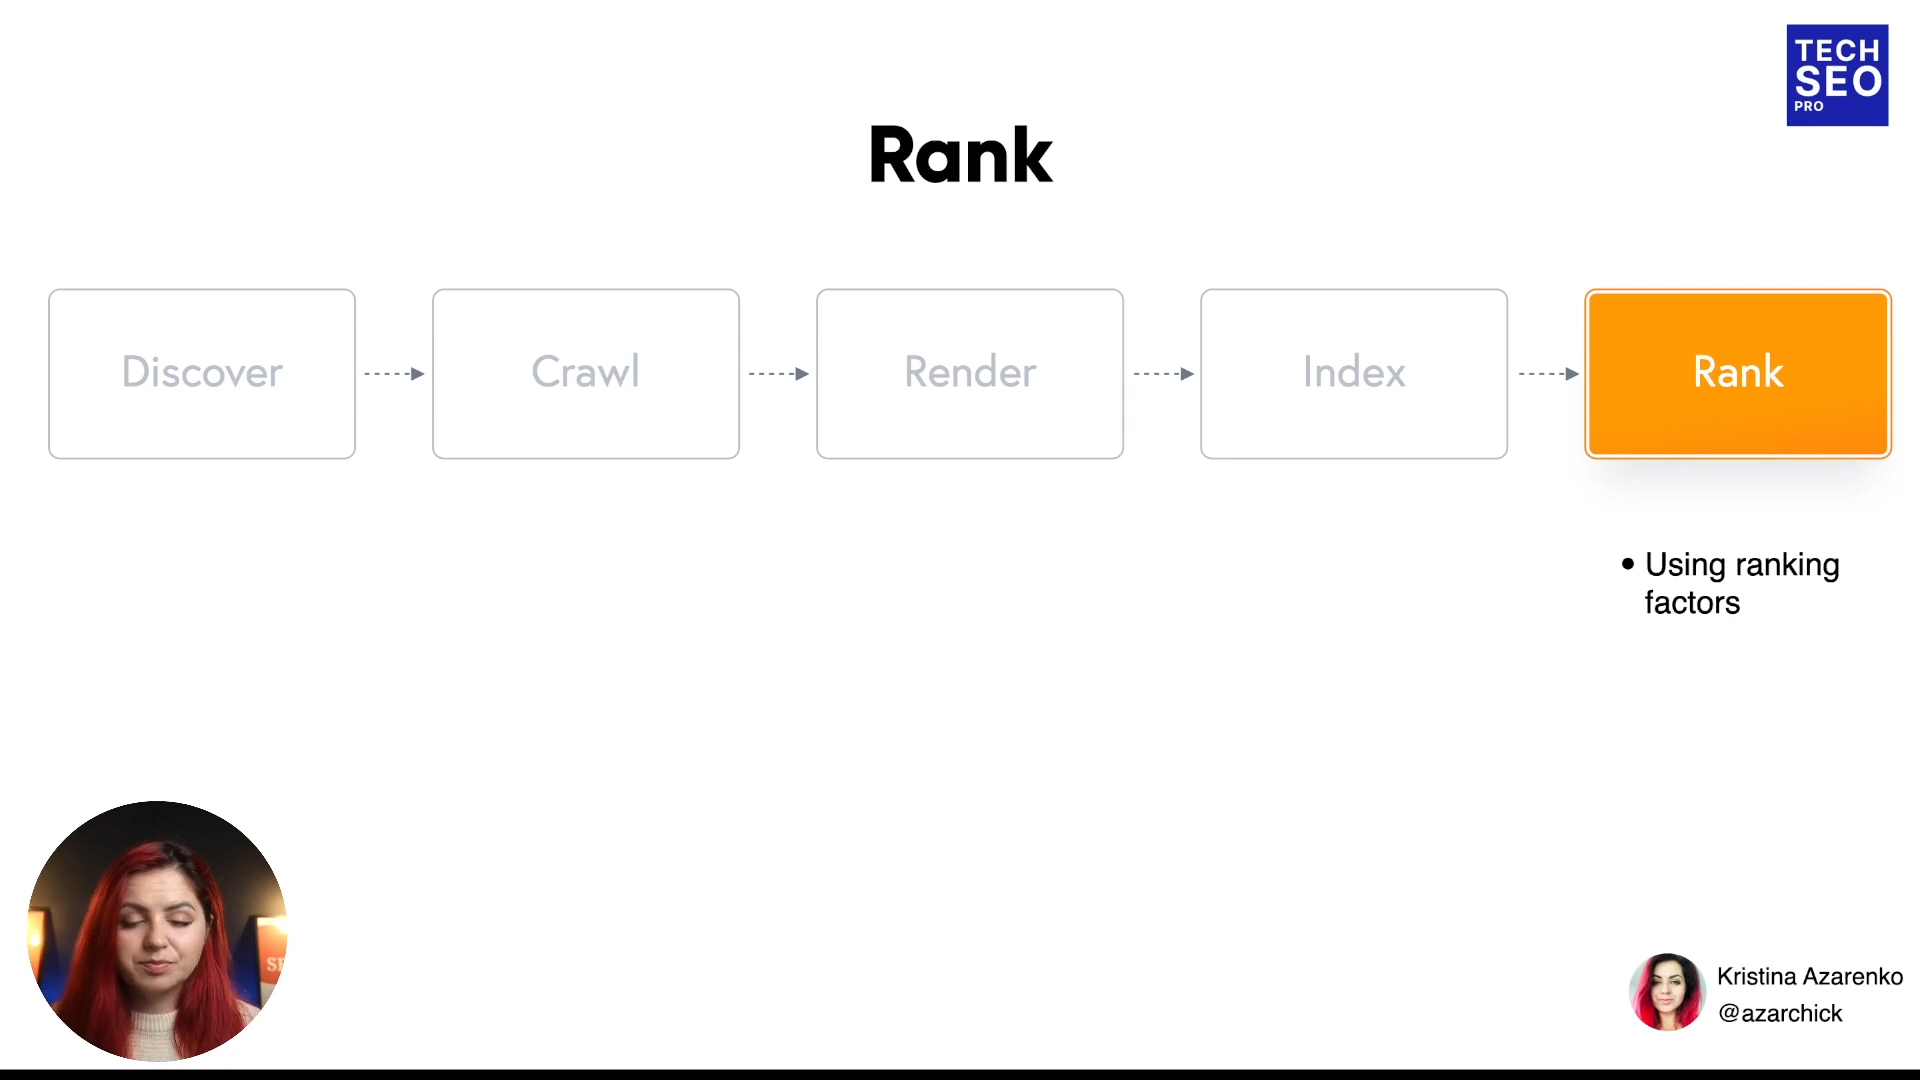 TECH
SEO
PRO
Rank
Discover
Crawl
Render
Index
Rank
• Using ranking
factors
Kristina Azarenko
@azarchick